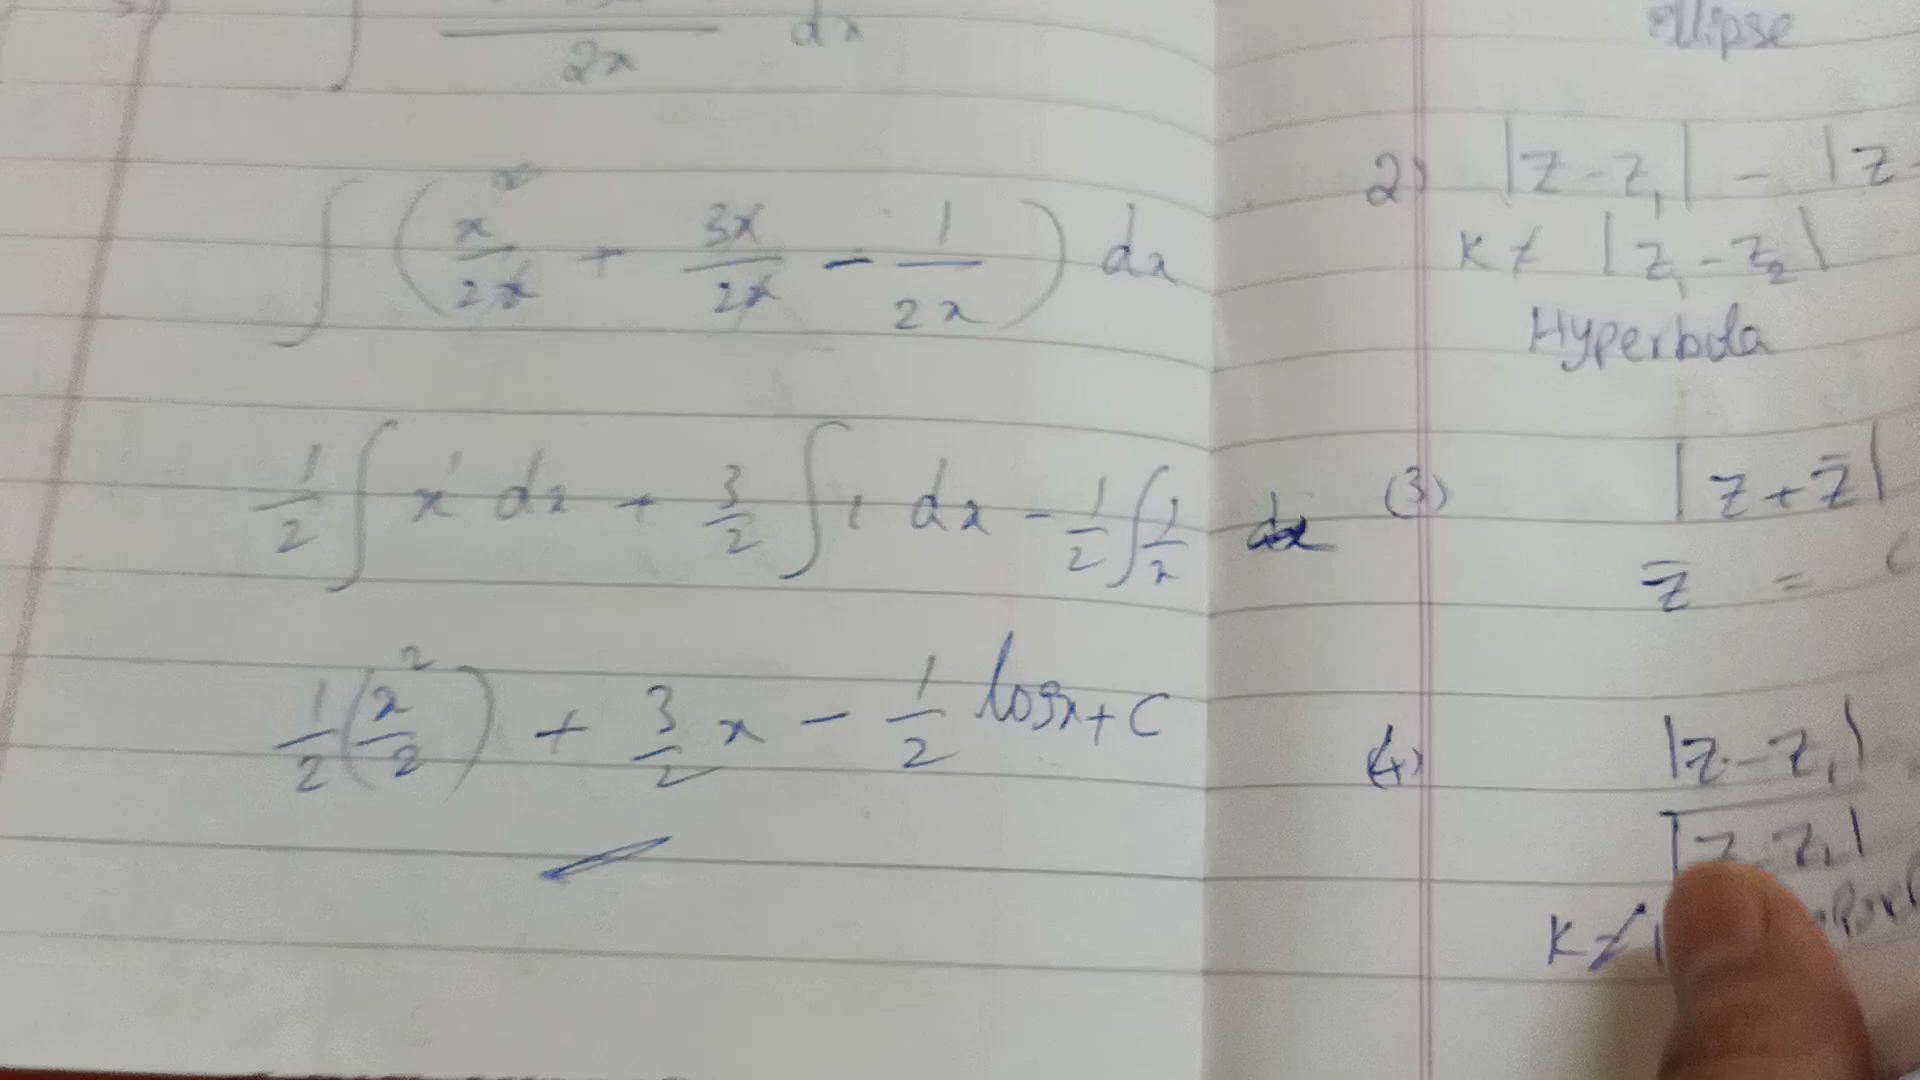 2x dx
∫ (x²/2x + 3x/2x - 1/2x) dx
1/2 ∫ x¹ dx + 3/2 ∫ 1 dx - 1/2 ∫ 1/x dx
1/2 (x²/2) + 3/2 x - 1/2 log x + C
ellipse
2) |z - z₁| - |z -
K ≠ |z₁ - z₂|
Hyperbola
(3) |z + z̄|
z̄ =
(4) |z - z₁|
|z - z₂|
K ≠ 1